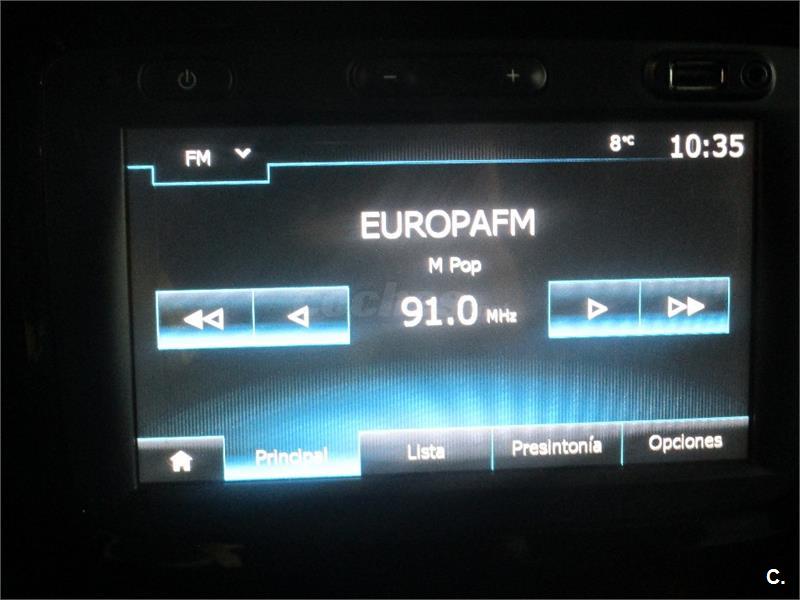 FM
8°C 10:35
EUROPAFM
M Pop
91.0 MHz
Principal Lista Presintonía Opciones
C.